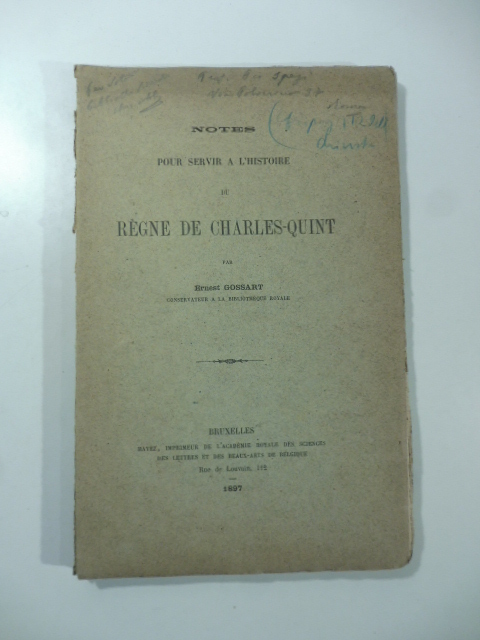 NOTES
POUR SERVIR A L'HISTOIRE
DU
RÈGNE DE CHARLES-QUINT
PAR
Ernest GOSSART
CONSERVATEUR A LA BIBLIOTHÈQUE ROYALE
BRUXELLES
HAYEZ, IMPRIMEUR DE L'ACADÉMIE ROYALE DES SCIENCES
DES LETTRES ET DES BEAUX-ARTS DE BELGIQUE
Rue de Louvain, 112
1897